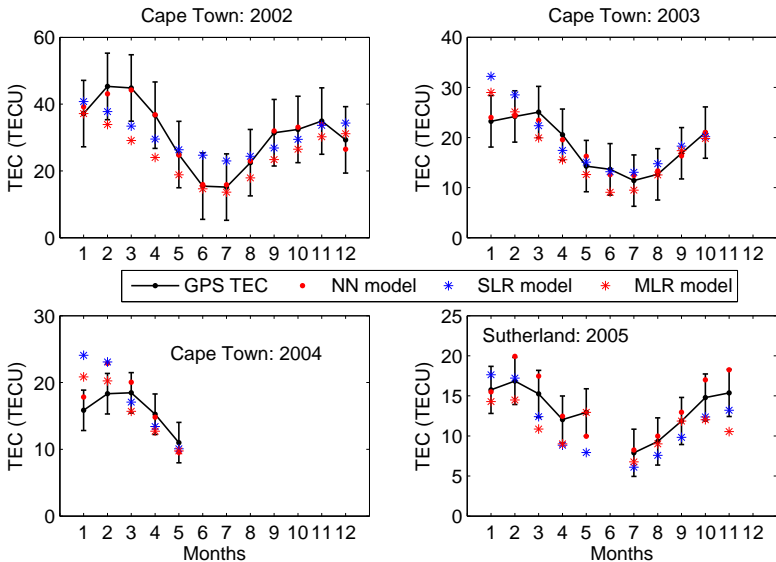 Cape Town: 2002
TEC (TECU)
60
40
20
0
1 2 3 4 5 6 7 8 9 10 11 12
Cape Town: 2003
TEC (TECU)
40
30
20
10
0
1 2 3 4 5 6 7 8 9 10 11 12
GPS TEC NN model SLR model MLR model
Cape Town: 2004
TEC (TECU)
30
20
10
0
1 2 3 4 5 6 7 8 9 10 11 12
Months
Sutherland: 2005
TEC (TECU)
25
20
15
10
5
0
1 2 3 4 5 6 7 8 9 10 11 12
Months